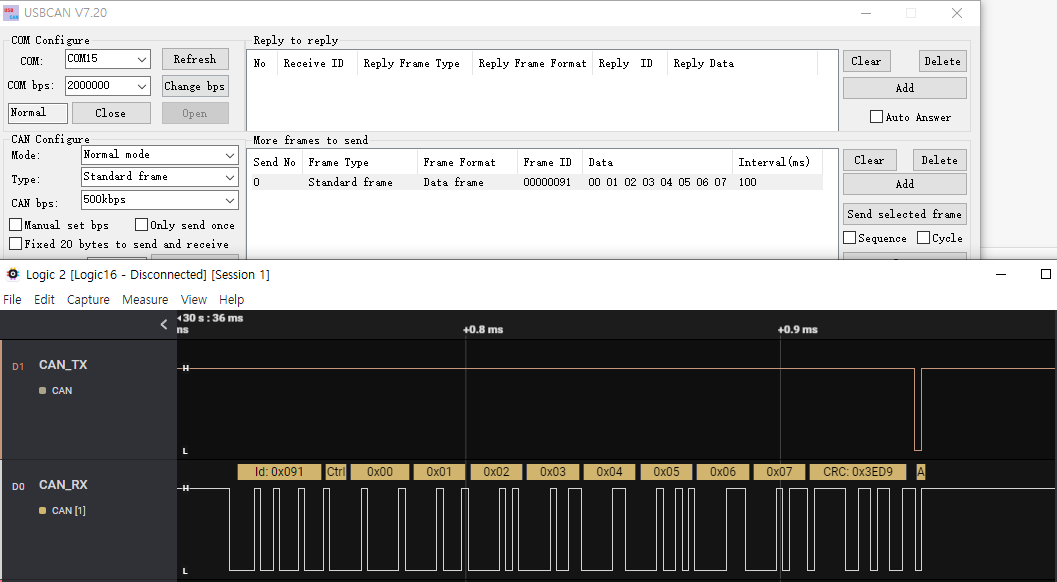 USBCAN V7.20
COM Configure
COM: COM15 Refresh
COM bps: 2000000 Change bps
Normal Close Open
Reply to reply
No Receive ID Reply Frame Type Reply Frame Format Reply ID Reply Data
Clear Delete
Add
Auto Answer
CAN Configure
Mode: Normal mode
Type: Standard frame
CAN bps: 500kbps
Manual set bps Only send once
Fixed 20 bytes to send and receive
More frames to send
Send No Frame Type Frame Format Frame ID Data Interval(ms)
0 Standard frame Data frame 00000091 00 01 02 03 04 05 06 07 100
Clear Delete
Add
Send selected frame
Sequence Cycle
Logic 2 [Logic16 - Disconnected] [Session 1]
File Edit Capture Measure View Help
30 s : 36 ms
ms +0.8 ms +0.9 ms
D1 CAN_TX
CAN
H
L
D0 CAN_RX
CAN [1]
Id: 0x091 Ctrl 0x00 0x01 0x02 0x03 0x04 0x05 0x06 0x07 CRC: 0x3ED9 A
H
L